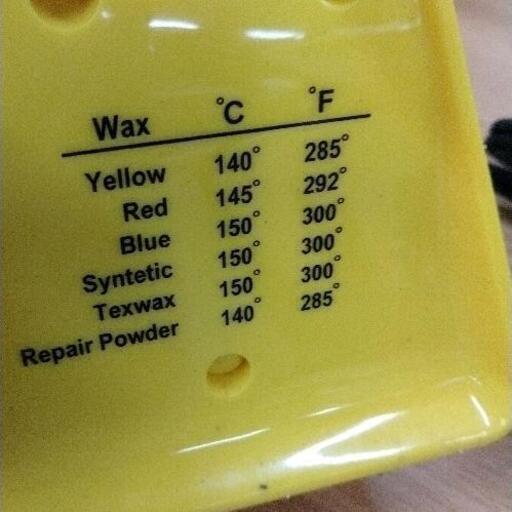 Wax °C °F
Yellow 140° 285°
Red 145° 292°
Blue 150° 300°
Syntetic 150° 300°
Texwax 150° 300°
Repair Powder 140° 285°